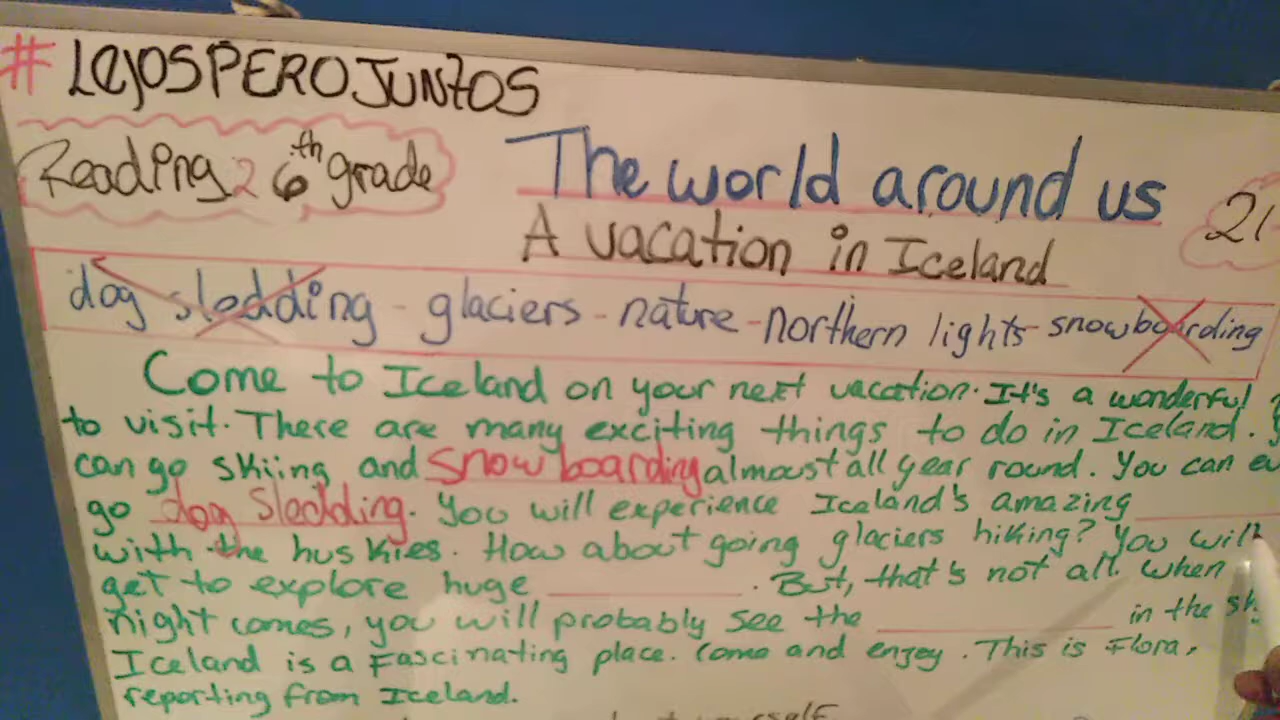 #LejOSPEROJUNTOS
Reading 2 6th grade
The world around us
21
A vacation in Iceland
dog sledding - glaciers - nature - northern lights - snowboarding
Come to Iceland on your next vacation. It's a wonderful
to visit. There are many exciting things to do in Iceland.
can go skiing and snowboarding almoust all year round. You can
go dog sledding. You will experience Iceland's amazing
with the huskies. How about going glaciers hiking? You will
get to explore huge ________. But, that's not all. When
night comes, you will probably see the ________ in the
Iceland is a Fascinating place. Come and enjoy. This is Flora,
reporting from Iceland.